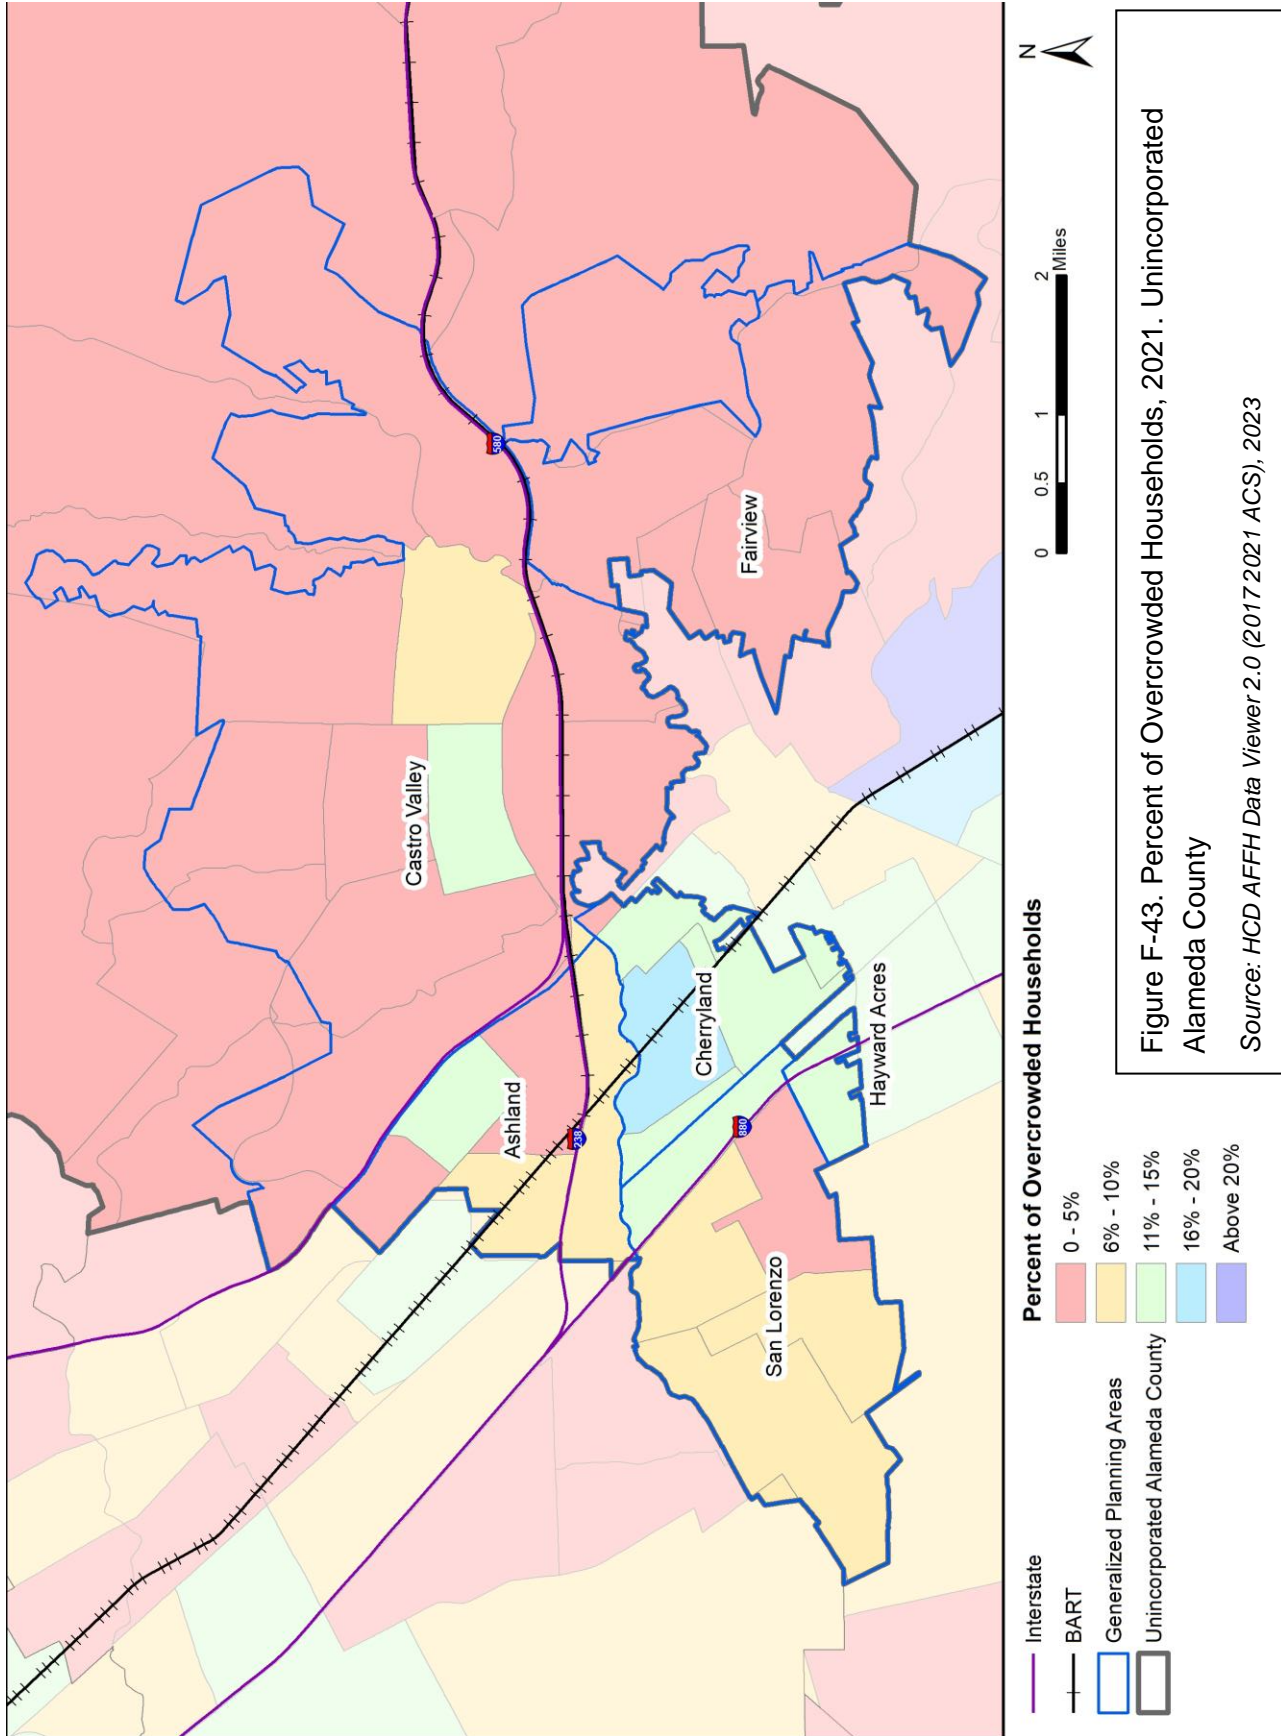 Castro Valley
Ashland
Cherryland
Hayward Acres
San Lorenzo
Fairview
580
238
880
N
0 0.5 1 2 Miles
Interstate
BART
Generalized Planning Areas
Unincorporated Alameda County
Percent of Overcrowded Households
0 - 5%
6% - 10%
11% - 15%
16% - 20%
Above 20%
Figure F-43. Percent of Overcrowded Households, 2021. Unincorporated
Alameda County
Source: HCD AFFH Data Viewer 2.0 (2017 2021 ACS), 2023